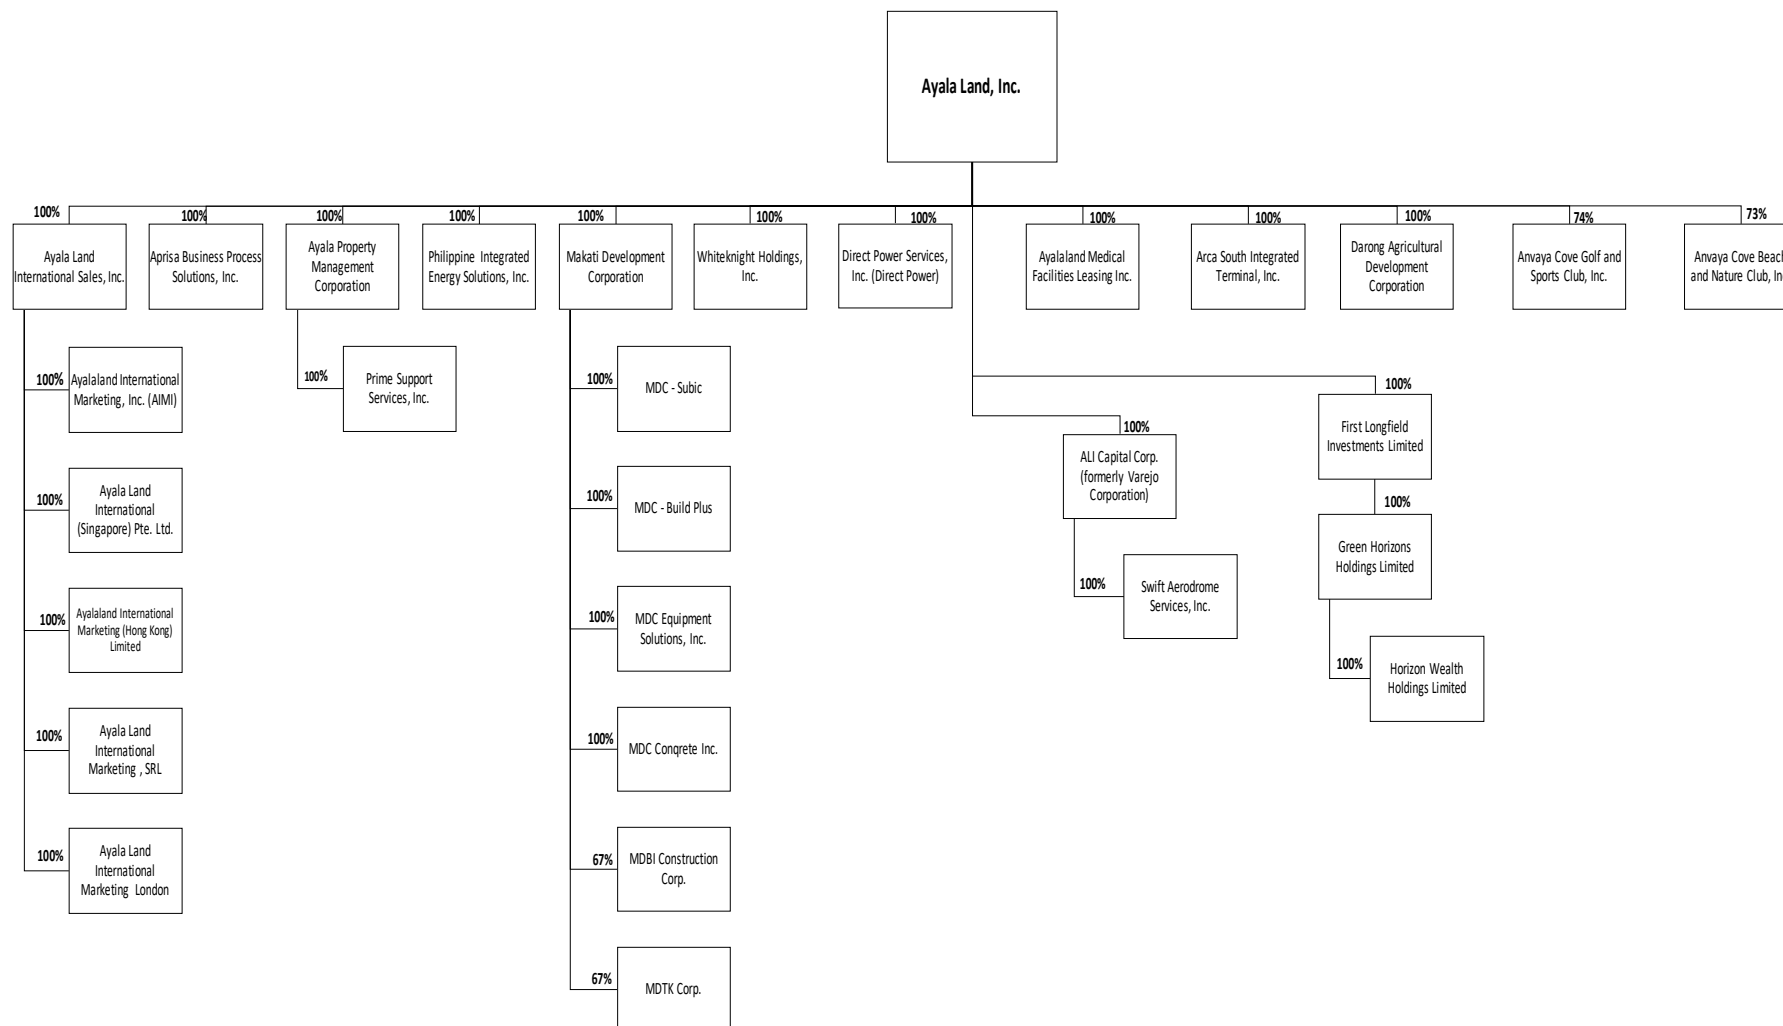 Ayala Land, Inc.
100%
100%
100%
100%
100%
100%
100%
100%
100%
100%
74%
73%
Ayala Land
International Sales, Inc.
Aprisa Business Process
Solutions, Inc.
Ayala Property
Management
Corporation
Philippine Integrated
Energy Solutions, Inc.
Makati Development
Corporation
Whiteknight Holdings,
Inc.
Direct Power Services,
Inc. (Direct Power)
Ayalaland Medical
Facilities Leasing Inc.
Arca South Integrated
Terminal, Inc.
Darong Agricultural
Development
Corporation
Anvaya Cove Golf and
Sports Club, Inc.
Anvaya Cove Beach
and Nature Club, Inc
100%
Ayalaland International
Marketing, Inc. (AIMI)
100%
Ayala Land
International
(Singapore) Pte. Ltd.
100%
Ayalaland International
Marketing (Hong Kong)
Limited
100%
Ayala Land
International
Marketing , SRL
100%
Ayala Land
International
Marketing London
100%
Prime Support
Services, Inc.
100%
MDC - Subic
100%
MDC - Build Plus
100%
MDC Equipment
Solutions, Inc.
100%
MDC Conqrete Inc.
67%
MDBI Construction
Corp.
67%
MDTK Corp.
100%
ALI Capital Corp.
(formerly Varejo
Corporation)
100%
Swift Aerodrome
Services, Inc.
100%
First Longfield
Investments Limited
100%
Green Horizons
Holdings Limited
100%
Horizon Wealth
Holdings Limited